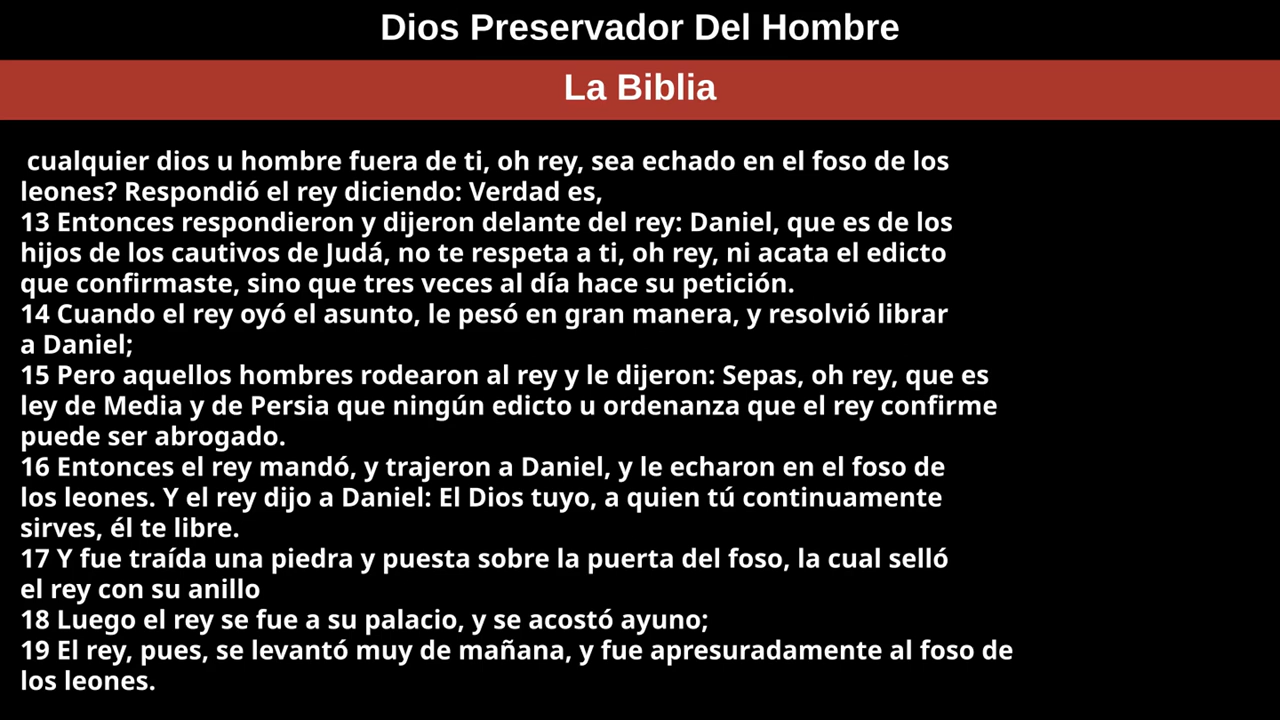 Dios Preservador Del Hombre
La Biblia
cualquier dios u hombre fuera de ti, oh rey, sea echado en el foso de los
leones? Respondió el rey diciendo: Verdad es,
13 Entonces respondieron y dijeron delante del rey: Daniel, que es de los
hijos de los cautivos de Judá, no te respeta a ti, oh rey, ni acata el edicto
que confirmaste, sino que tres veces al día hace su petición.
14 Cuando el rey oyó el asunto, le pesó en gran manera, y resolvió librar
a Daniel;
15 Pero aquellos hombres rodearon al rey y le dijeron: Sepas, oh rey, que es
ley de Media y de Persia que ningún edicto u ordenanza que el rey confirme
puede ser abrogado.
16 Entonces el rey mandó, y trajeron a Daniel, y le echaron en el foso de
los leones. Y el rey dijo a Daniel: El Dios tuyo, a quien tú continuamente
sirves, él te libre.
17 Y fue traída una piedra y puesta sobre la puerta del foso, la cual selló
el rey con su anillo
18 Luego el rey se fue a su palacio, y se acostó ayuno;
19 El rey, pues, se levantó muy de mañana, y fue apresuradamente al foso de
los leones.